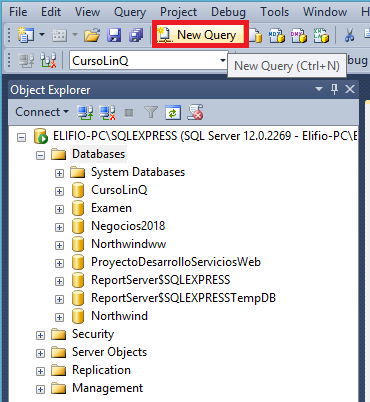 File Edit View Query Project Debug Tools Window
New Query
CursoLinQ
New Query (Ctrl+N)
bug
Object Explorer
Connect
ELIFIO-PC\SQLEXPRESS (SQL Server 12.0.2269 - Elifio-PC\E
Databases
System Databases
CursoLinQ
Examen
Negocios2018
Northwindww
ProyectoDesarrolloServiciosWeb
ReportServer$SQLEXPRESS
ReportServer$SQLEXPRESSTempDB
Northwind
Security
Server Objects
Replication
Management